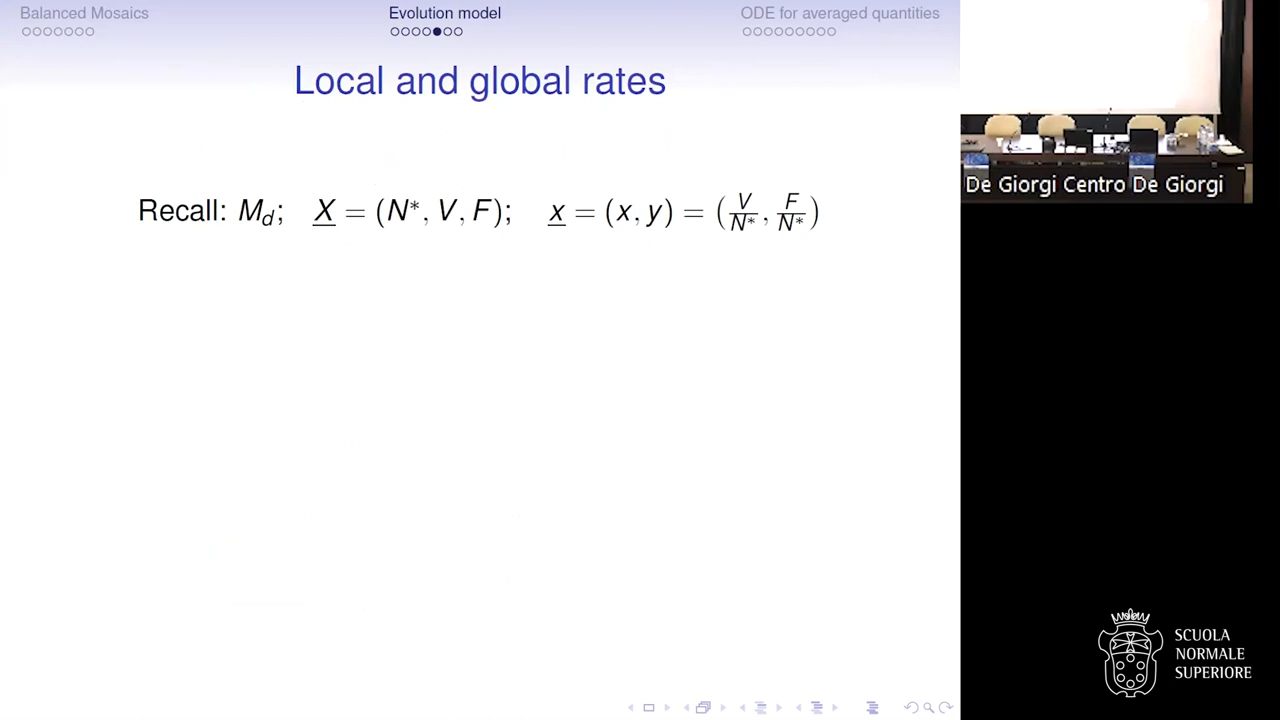 Balanced Mosaics
Evolution model
ODE for averaged quantities
Local and global rates
Recall: M_d; X = (N*, V, F); x = (x, y) = (V/N*, F/N*)
De Giorgi Centro De Giorgi
SCUOLA
NORMALE
SUPERIORE